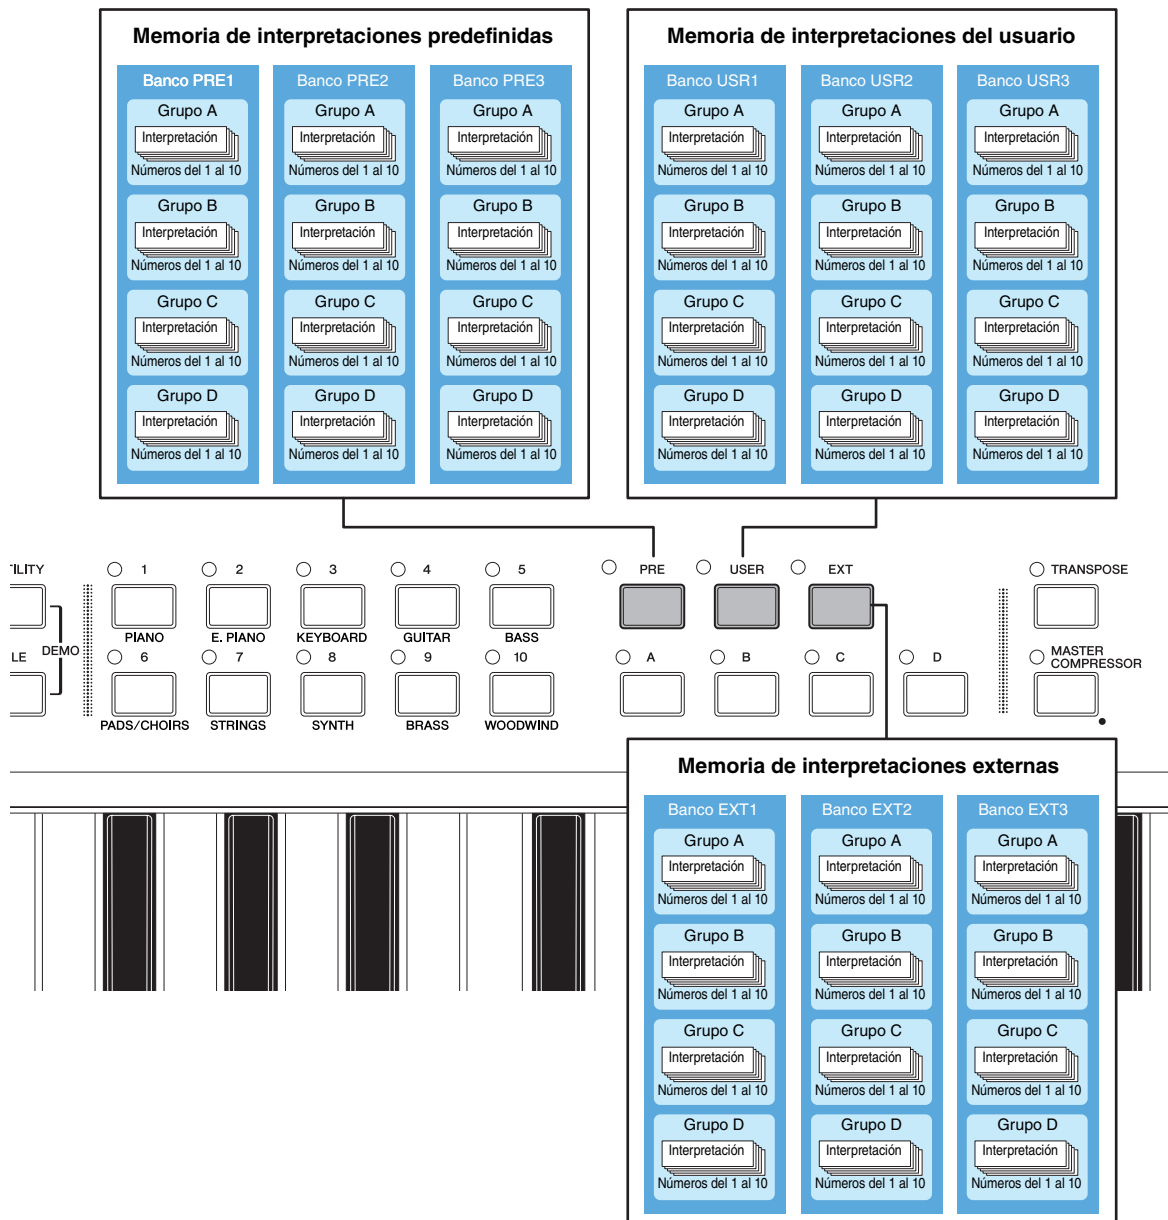 Memoria de interpretaciones predefinidas
Banco PRE1 Banco PRE2 Banco PRE3
Grupo A Grupo A Grupo A
Interpretación Interpretación Interpretación
Números del 1 al 10 Números del 1 al 10 Números del 1 al 10
Grupo B Grupo B Grupo B
Interpretación Interpretación Interpretación
Números del 1 al 10 Números del 1 al 10 Números del 1 al 10
Grupo C Grupo C Grupo C
Interpretación Interpretación Interpretación
Números del 1 al 10 Números del 1 al 10 Números del 1 al 10
Grupo D Grupo D Grupo D
Interpretación Interpretación Interpretación
Números del 1 al 10 Números del 1 al 10 Números del 1 al 10
Memoria de interpretaciones del usuario
Banco USR1 Banco USR2 Banco USR3
Grupo A Grupo A Grupo A
Interpretación Interpretación Interpretación
Números del 1 al 10 Números del 1 al 10 Números del 1 al 10
Grupo B Grupo B Grupo B
Interpretación Interpretación Interpretación
Números del 1 al 10 Números del 1 al 10 Números del 1 al 10
Grupo C Grupo C Grupo C
Interpretación Interpretación Interpretación
Números del 1 al 10 Números del 1 al 10 Números del 1 al 10
Grupo D Grupo D Grupo D
Interpretación Interpretación Interpretación
Números del 1 al 10 Números del 1 al 10 Números del 1 al 10
TILITY 1 2 3 4 5 PRE USER EXT TRANSPOSE
PIANO E. PIANO KEYBOARD GUITAR BASS
LE DEMO 6 7 8 9 10 A B C D MASTER COMPRESSOR
PADS/CHOIRS STRINGS SYNTH BRASS WOODWIND
Memoria de interpretaciones externas
Banco EXT1 Banco EXT2 Banco EXT3
Grupo A Grupo A Grupo A
Interpretación Interpretación Interpretación
Números del 1 al 10 Números del 1 al 10 Números del 1 al 10
Grupo B Grupo B Grupo B
Interpretación Interpretación Interpretación
Números del 1 al 10 Números del 1 al 10 Números del 1 al 10
Grupo C Grupo C Grupo C
Interpretación Interpretación Interpretación
Números del 1 al 10 Números del 1 al 10 Números del 1 al 10
Grupo D Grupo D Grupo D
Interpretación Interpretación Interpretación
Números del 1 al 10 Números del 1 al 10 Números del 1 al 10